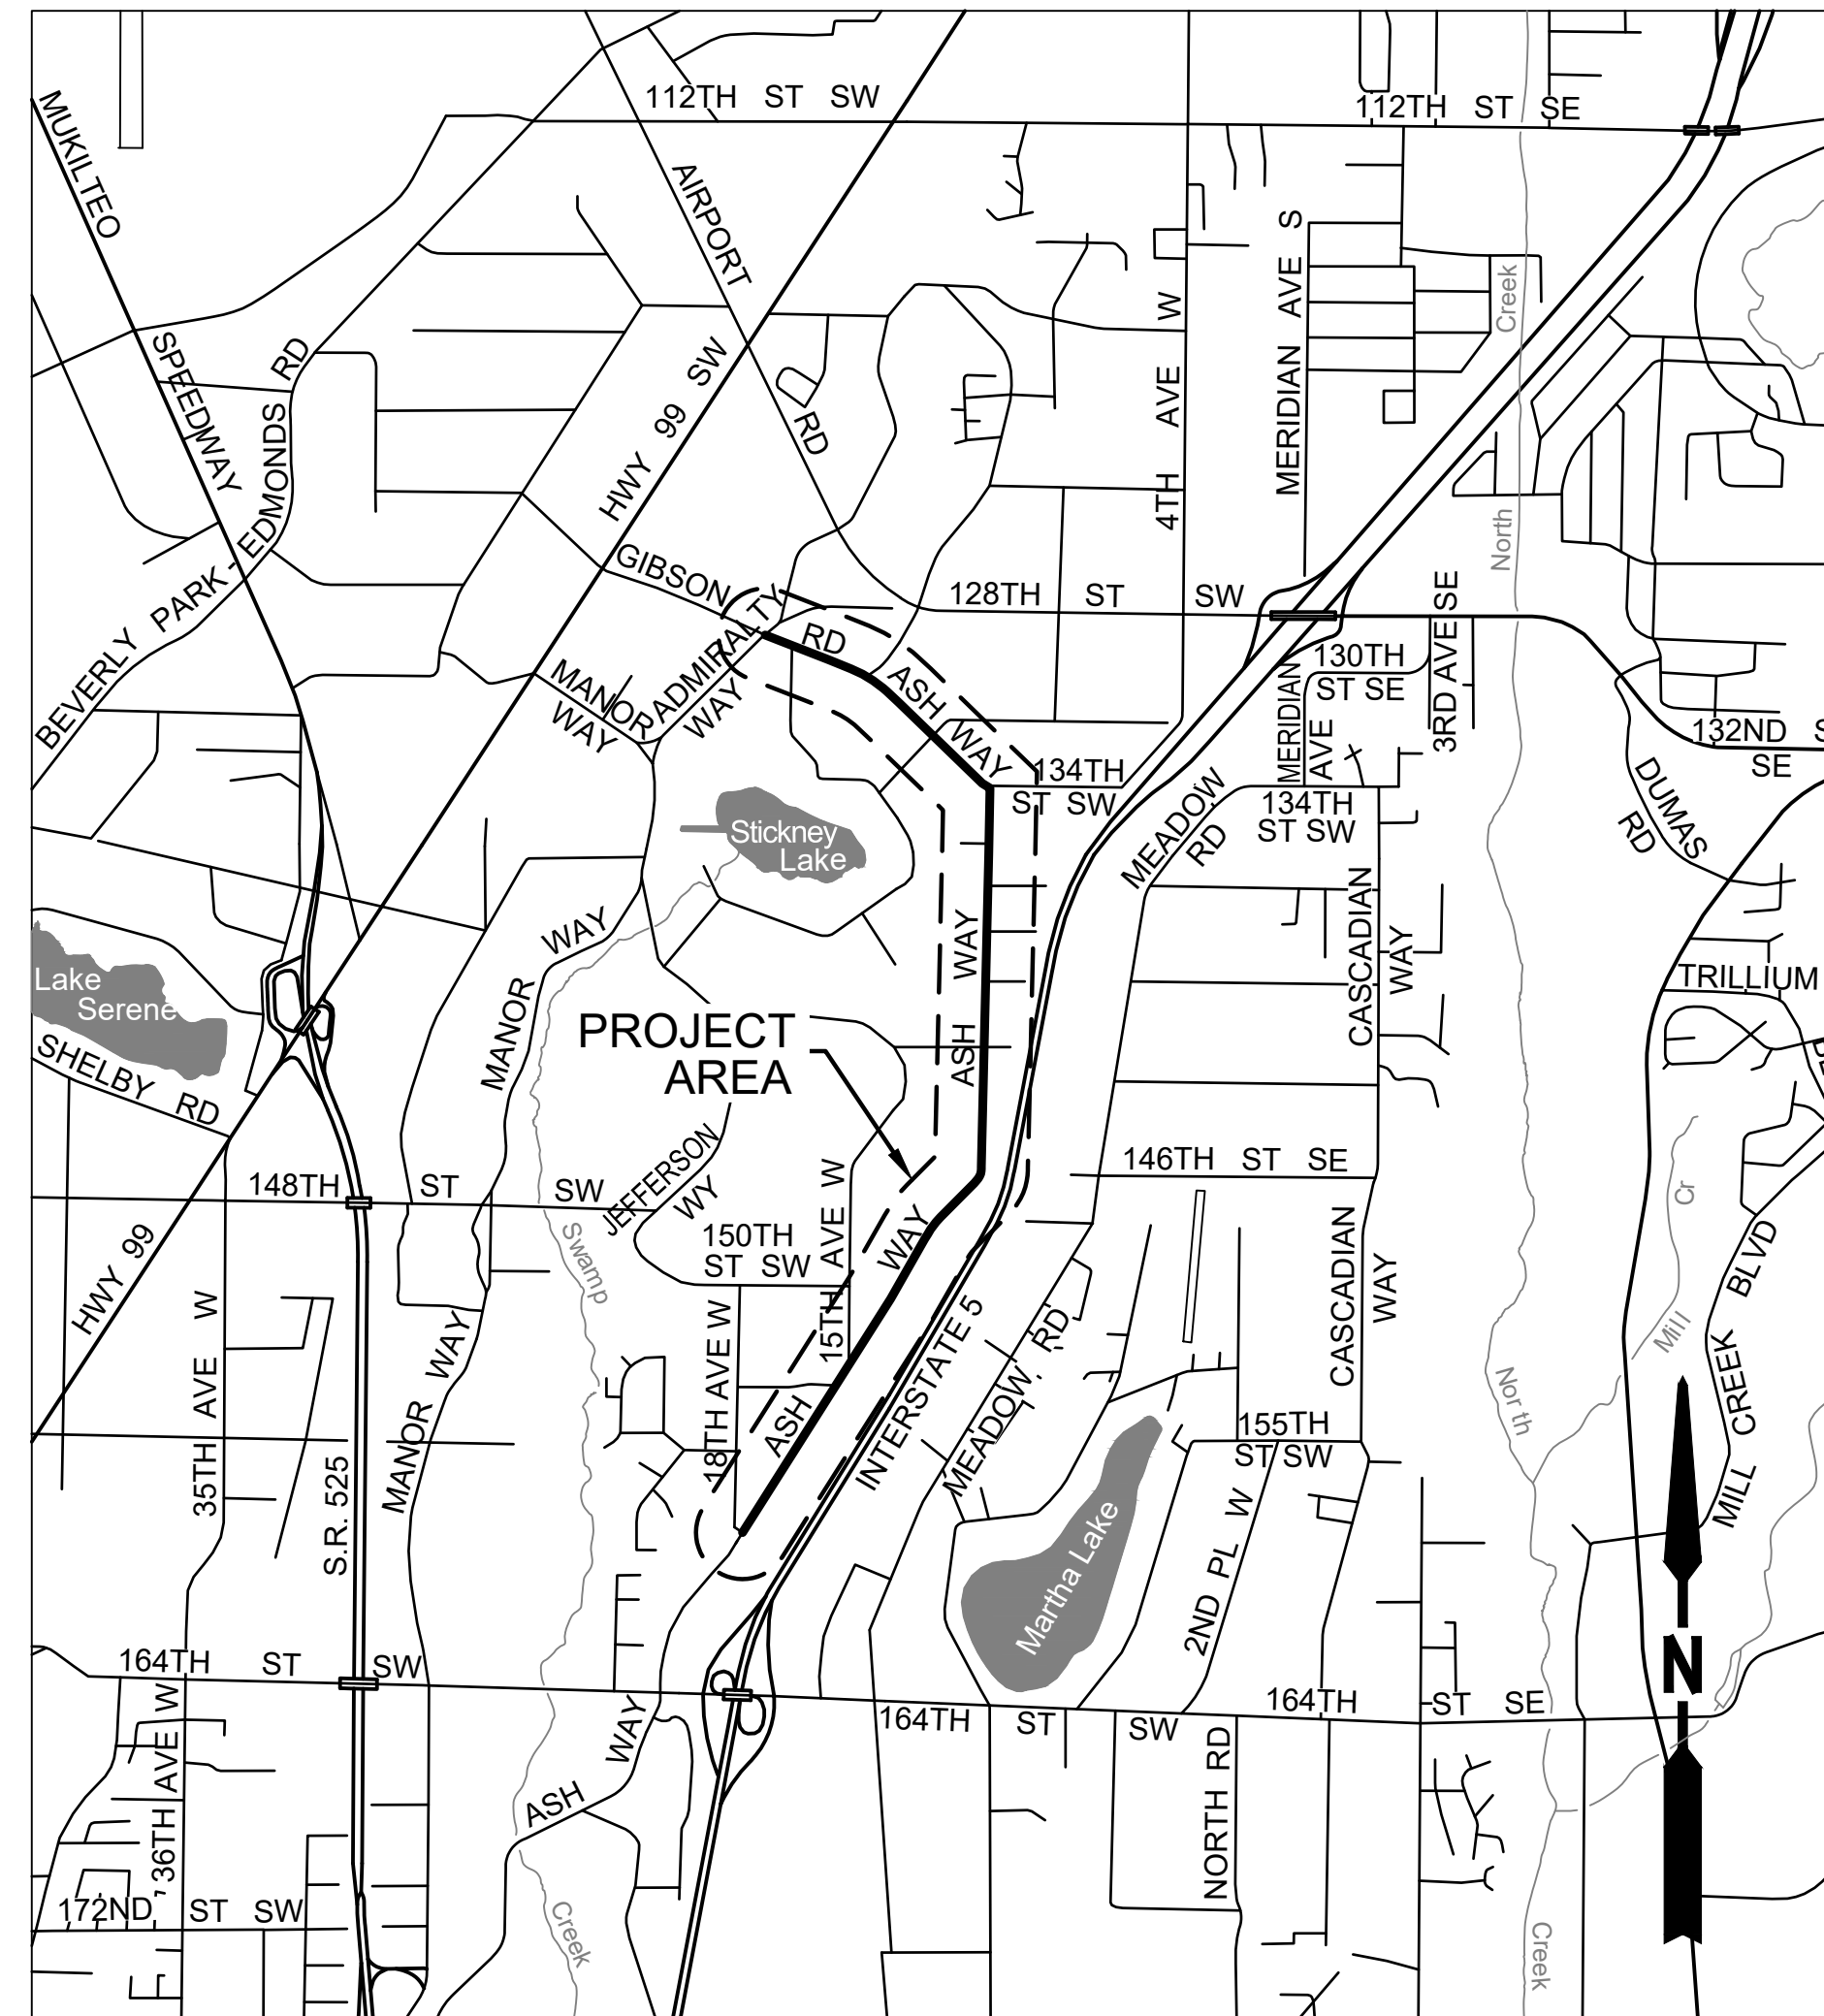 112TH ST SW
112TH ST SE
MUKILTEO
SPEEDWAY
AIRPORT
RD
4TH AVE W
MERIDIAN AVE S
Creek
North
BEVERLY PARK - EDMONDS RD
HWY 99 SW
GIBSON
RD
128TH ST SW
ADMIRALTY
WAY
MANOR
WAY
ASH
WAY
134TH
ST SW
130TH
ST SE
3RD AVE SE
MERIDIAN
AVE
134TH
ST SW
MEADOW
RD
132ND S
SE
DUMAS
RD
Stickney
Lake
Lake
Serene
SHELBY RD
MANOR WAY
PROJECT
AREA
ASH WAY
CASCADIAN
WAY
TRILLIUM
148TH ST SW
JEFFERSON
WY
150TH
ST SW
15TH AVE W
WAY
146TH ST SE
CASCADIAN
WAY
Swamp
HWY 99
35TH AVE W
S.R. 525
MANOR WAY
18TH AVE W
ASH
INTERSTATE 5
MEADOW RD
Martha Lake
155TH
ST SW
2ND PL W
North
Mill Cr
MILL CREEK BLVD
N
164TH ST SW
164TH ST SW
164TH ST SE
36TH AVE W
ASH WAY
NORTH RD
172ND ST SW
Creek
Creek